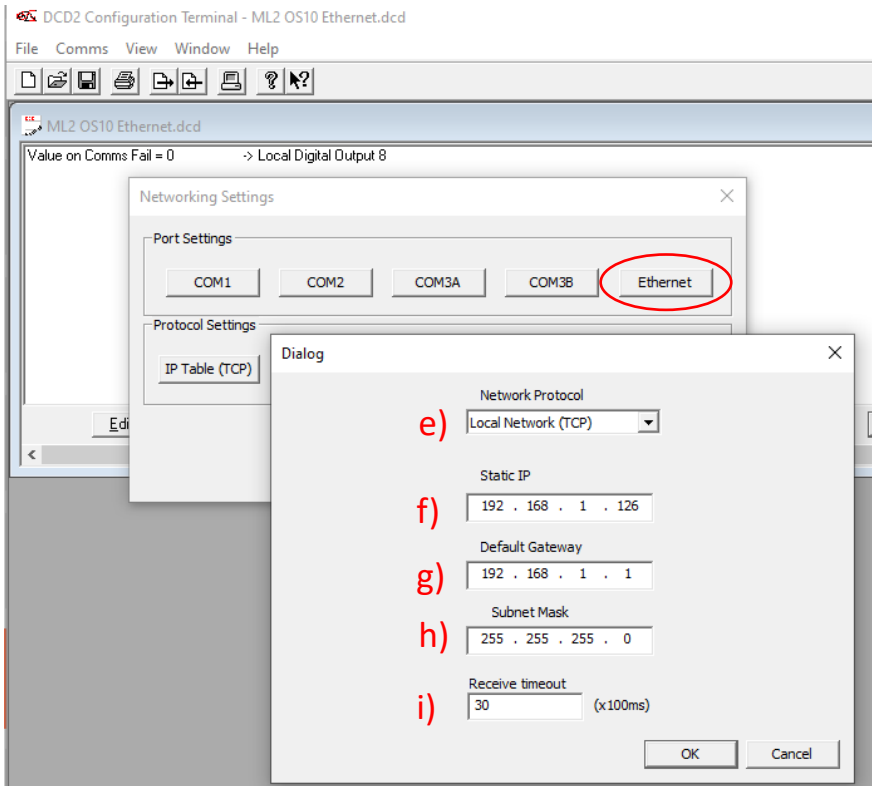 DCD2 Configuration Terminal - ML2 OS10 Ethernet.dcd
File Comms View Window Help
ML2 OS10 Ethernet.dcd
Value on Comms Fail = 0 -> Local Digital Output 8
Networking Settings
Port Settings
COM1 COM2 COM3A COM3B Ethernet
Protocol Settings
IP Table (TCP)
Dialog
Network Protocol
e) Local Network (TCP)
Edi
Static IP
f) 192 . 168 . 1 . 126
Default Gateway
g) 192 . 168 . 1 . 1
Subnet Mask
h) 255 . 255 . 255 . 0
Receive timeout
i) 30 (x100ms)
OK Cancel